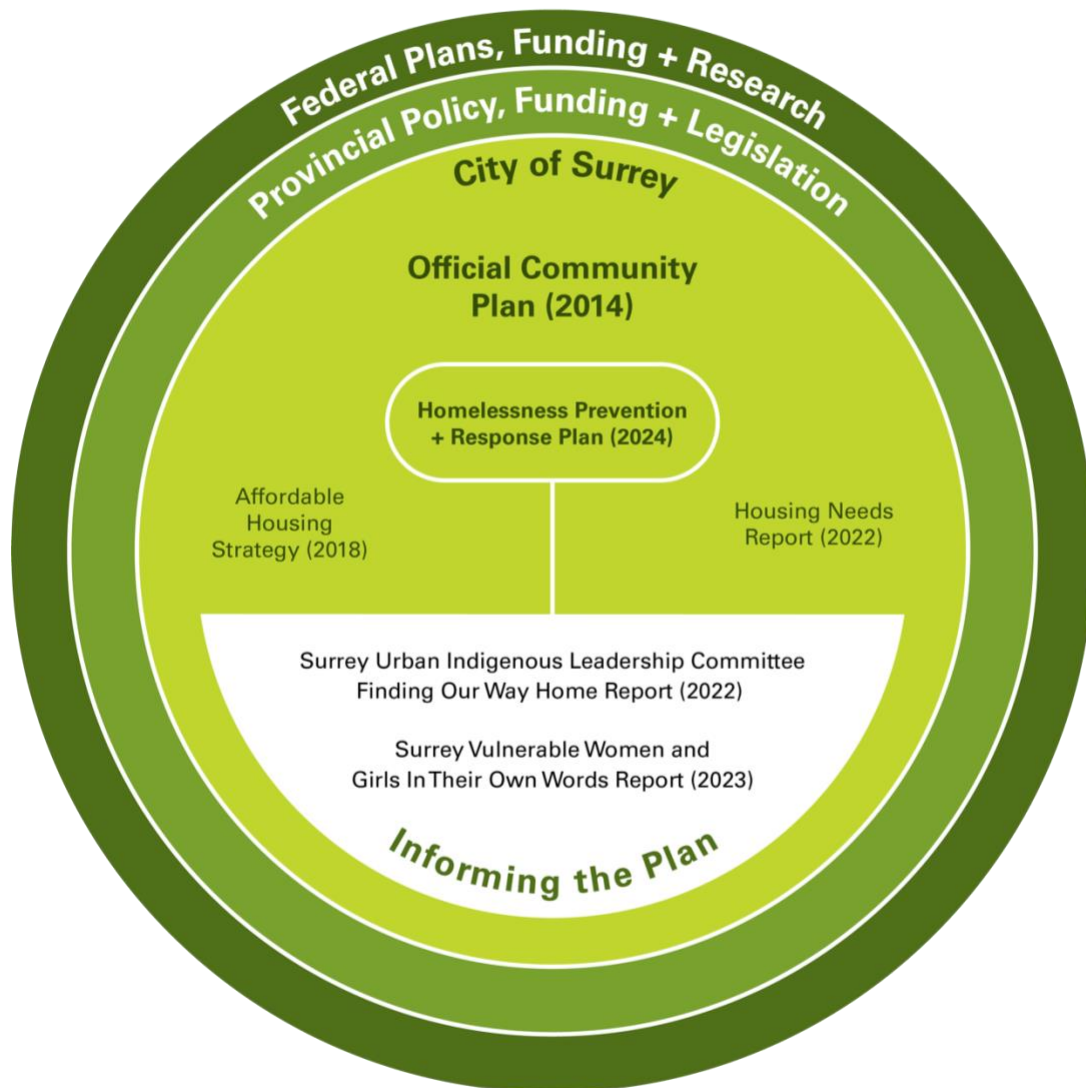 Federal Plans, Funding + Research
Provincial Policy, Funding + Legislation
City of Surrey
Official Community
Plan (2014)
Homelessness Prevention
+ Response Plan (2024)
Affordable
Housing
Strategy (2018)
Housing Needs
Report (2022)
Surrey Urban Indigenous Leadership Committee
Finding Our Way Home Report (2022)
Surrey Vulnerable Women and
Girls In Their Own Words Report (2023)
Informing the Plan